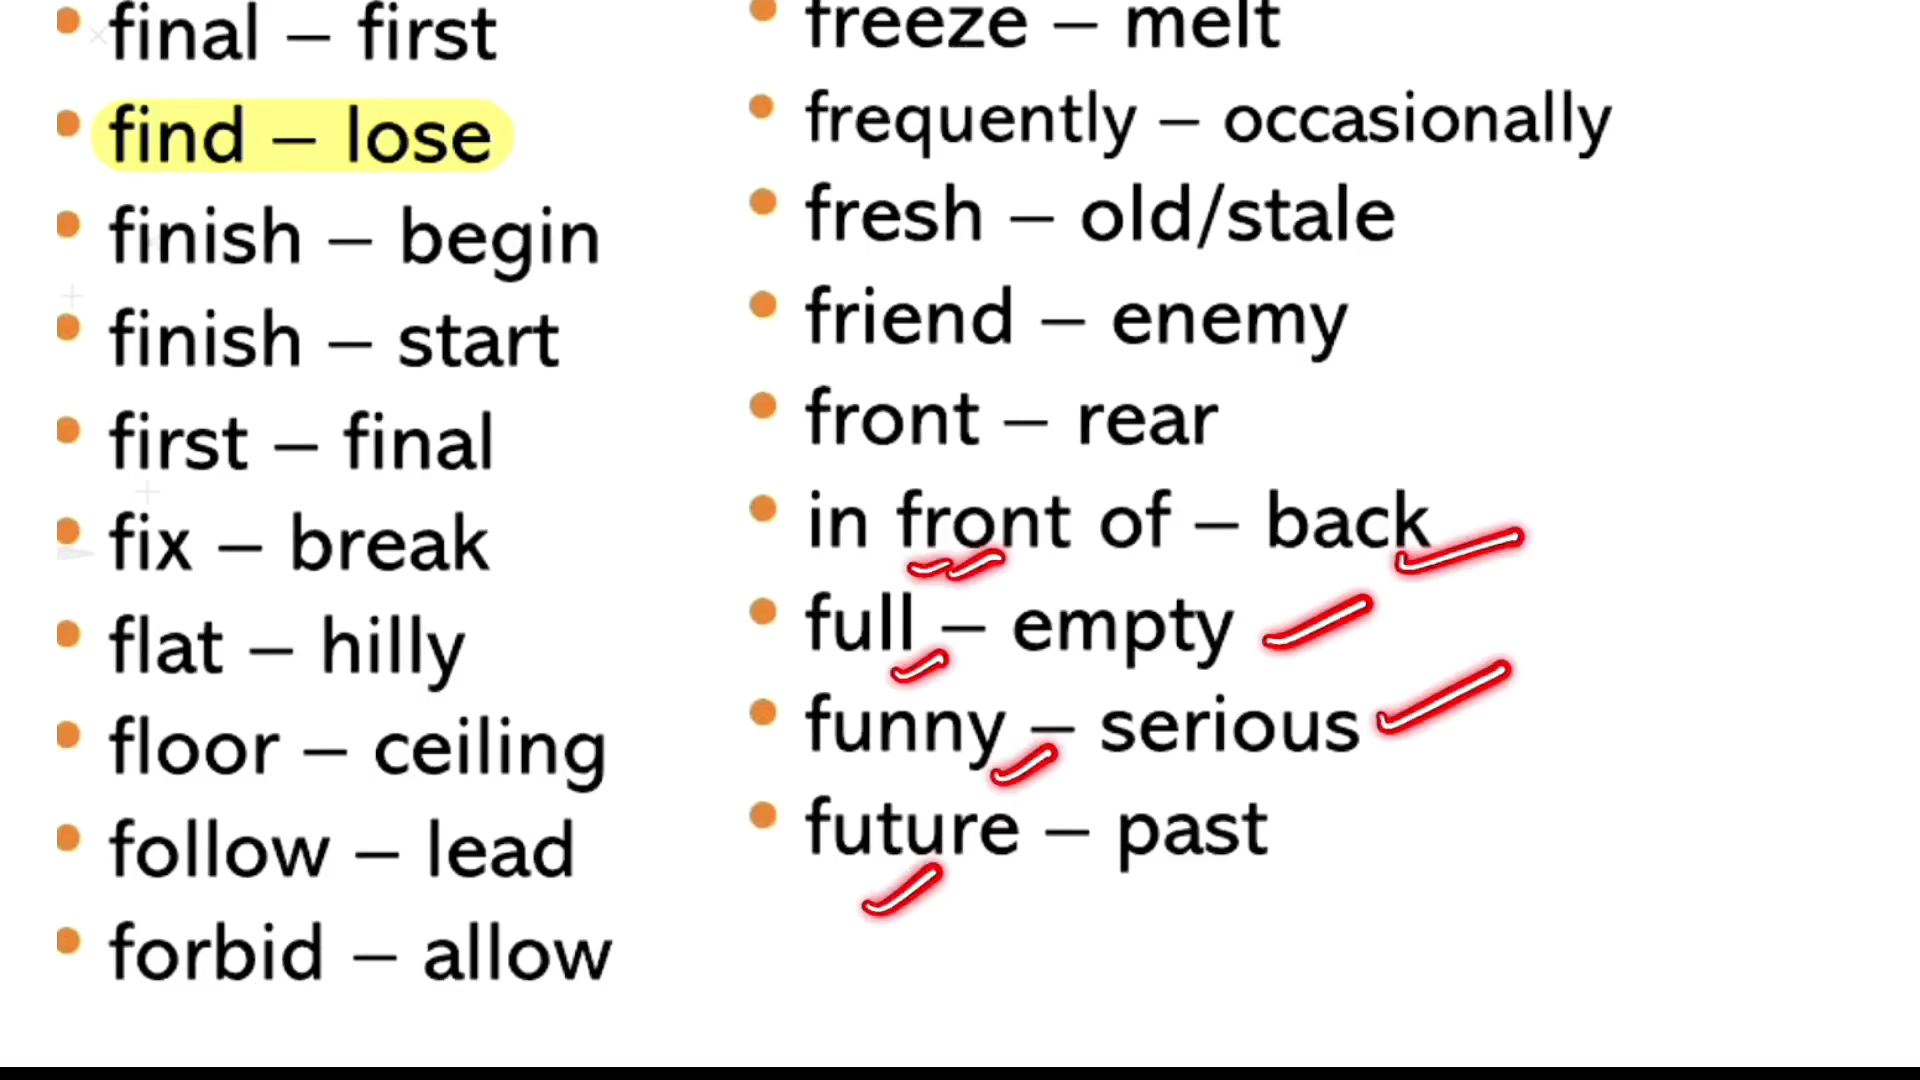 • final – first
• find – lose
• finish – begin
• finish – start
• first – final
• fix – break
• flat – hilly
• floor – ceiling
• follow – lead
• forbid – allow
• freeze – melt
• frequently – occasionally
• fresh – old/stale
• friend – enemy
• front – rear
• in front of – back
• full – empty
• funny – serious
• future – past